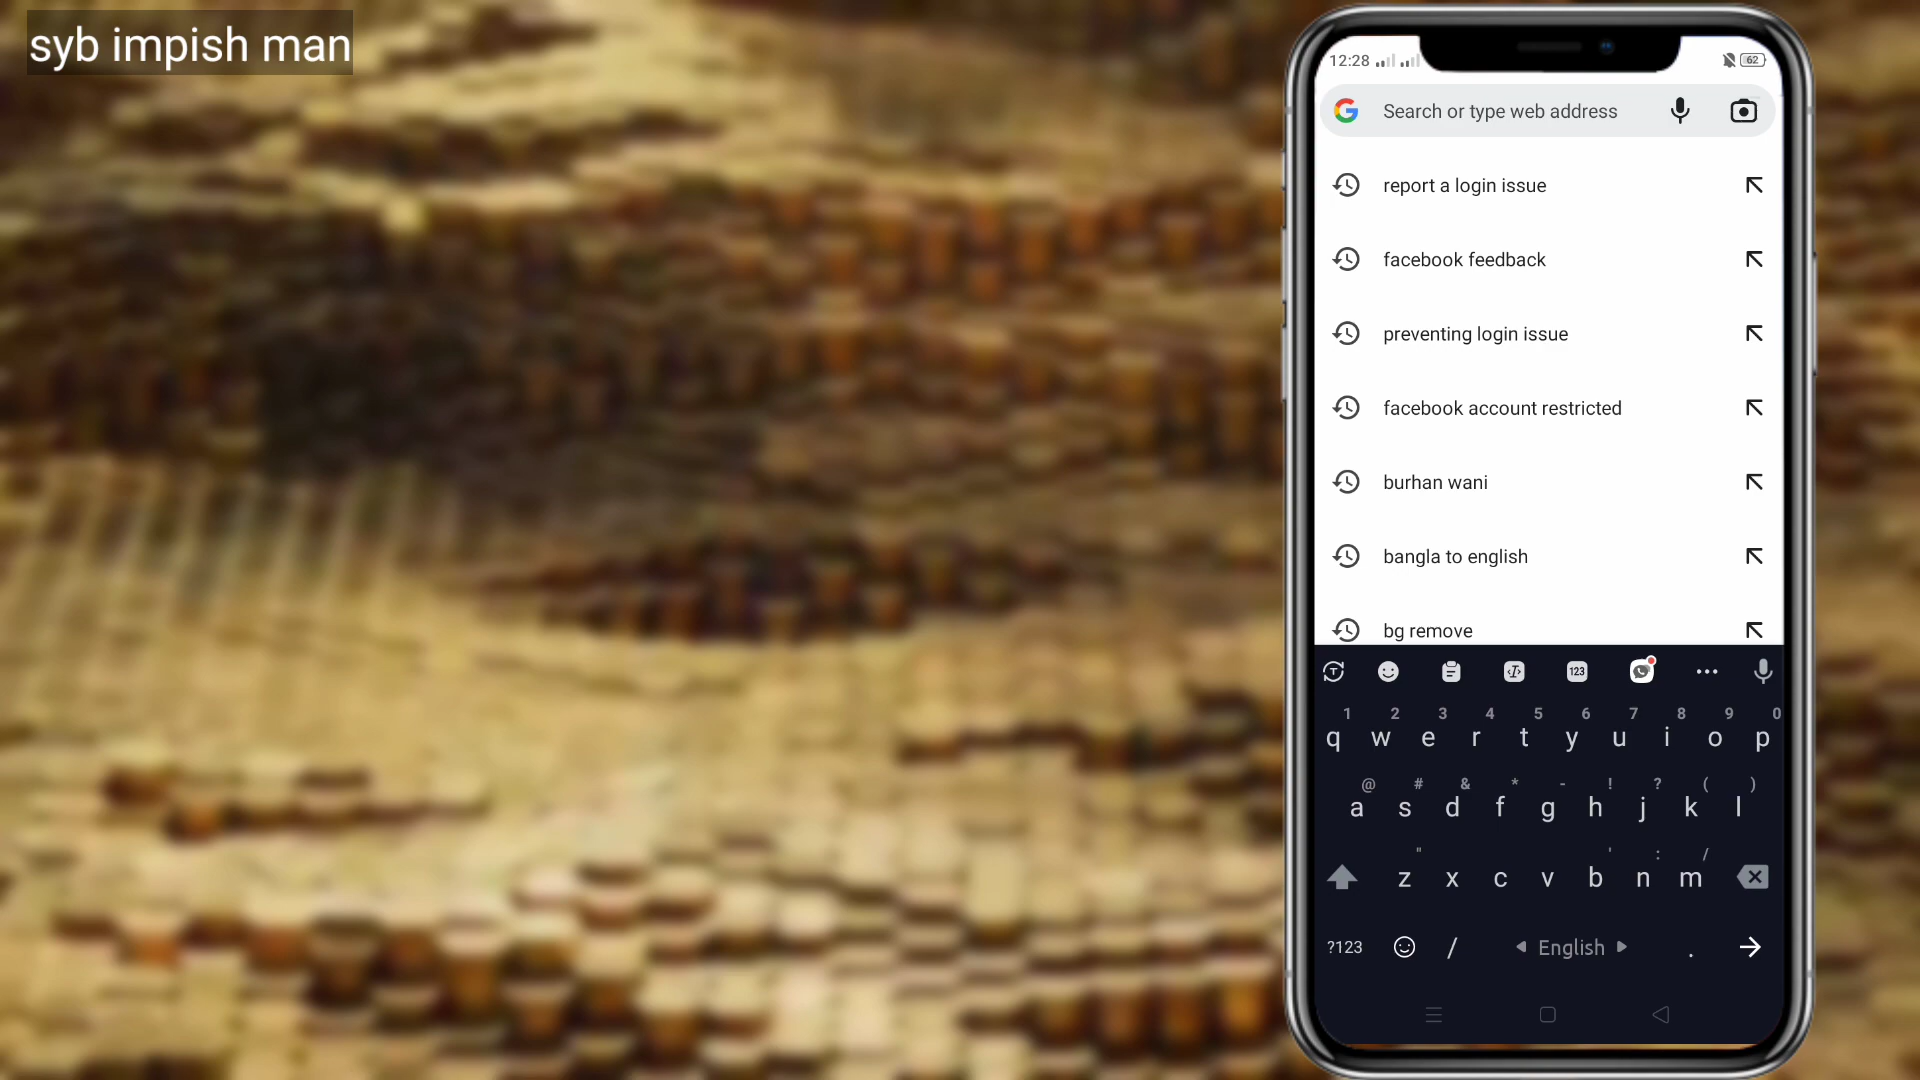 syb impish man
12:28
62
Search or type web address
report a login issue
facebook feedback
preventing login issue
facebook account restricted
burhan wani
bangla to english
bg remove
123
1 2 3 4 5 6 7 8 9 0
q w e r t y u i o p
@ # & * - ! ? ( )
a s d f g h j k l
" ' : /
z x c v b n m
?123 / English .